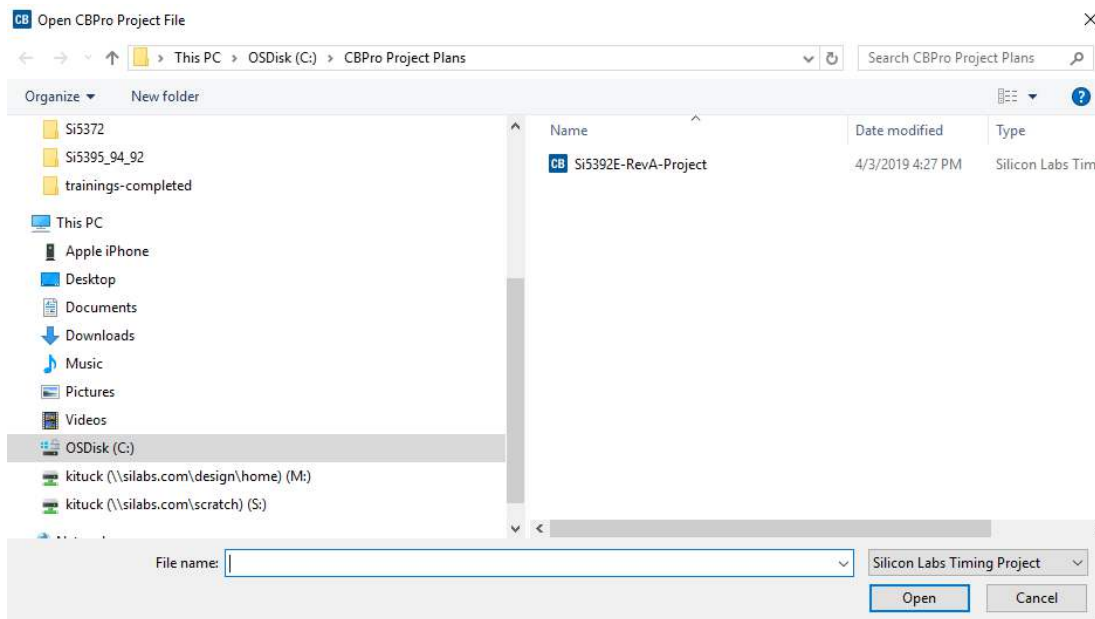 CB Open CBPro Project File
This PC > OSDisk (C:) > CBPro Project Plans
Search CBPro Project Plans
Organize
New folder
?
Si5372
Si5395_94_92
trainings-completed
This PC
Apple iPhone
Desktop
Documents
Downloads
Music
Pictures
Videos
OSDisk (C:)
kituck (\\silabs.com\design\home) (M:)
kituck (\\silabs.com\scratch) (S:)
Name
Date modified
Type
CB Si5392E-RevA-Project
4/3/2019 4:27 PM
Silicon Labs Tim
File name:
Silicon Labs Timing Project
Open
Cancel